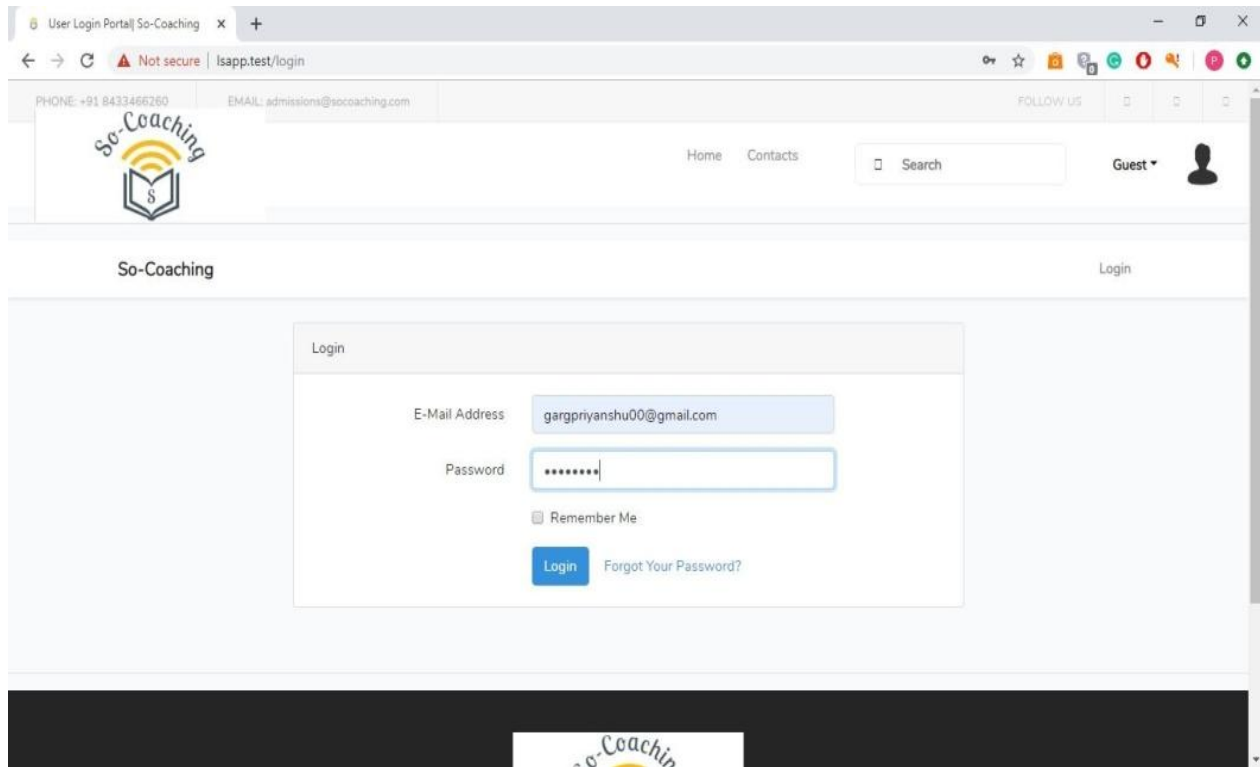 User Login Portal| So-Coaching
Not secure | lsapp.test/login
PHONE: +91 8433466260 EMAIL: admissions@socoaching.com FOLLOW US
So-Coaching
S
Home Contacts Search Guest
So-Coaching Login
Login
E-Mail Address gargpriyanshu00@gmail.com
Password ••••••••
Remember Me
Login Forgot Your Password?
So-Coaching